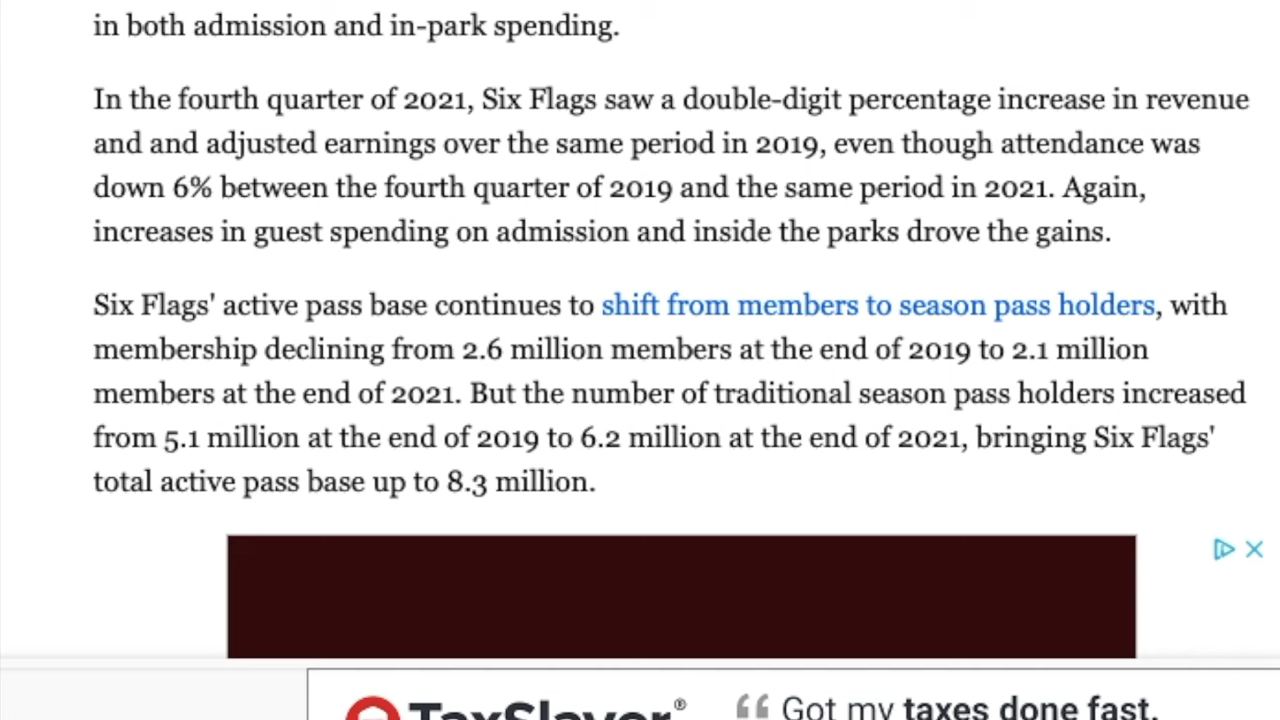 in both admission and in-park spending.
In the fourth quarter of 2021, Six Flags saw a double-digit percentage increase in revenue
and and adjusted earnings over the same period in 2019, even though attendance was
down 6% between the fourth quarter of 2019 and the same period in 2021. Again,
increases in guest spending on admission and inside the parks drove the gains.
Six Flags' active pass base continues to shift from members to season pass holders, with
membership declining from 2.6 million members at the end of 2019 to 2.1 million
members at the end of 2021. But the number of traditional season pass holders increased
from 5.1 million at the end of 2019 to 6.2 million at the end of 2021, bringing Six Flags'
total active pass base up to 8.3 million.
TaxSlayer® “ Got my taxes done fast.